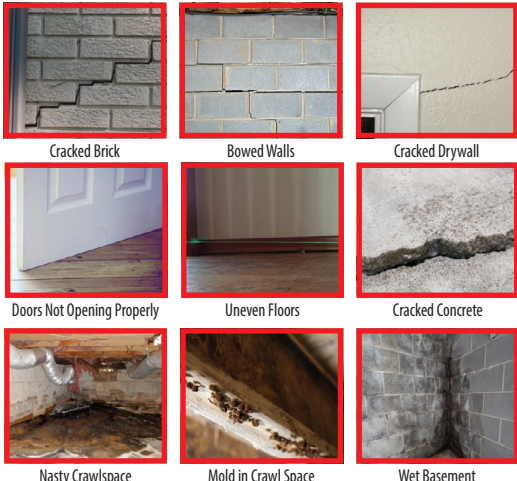 Cracked Brick
Bowed Walls
Cracked Drywall
Doors Not Opening Properly
Uneven Floors
Cracked Concrete
Nasty Crawlspace
Mold in Crawl Space
Wet Basement